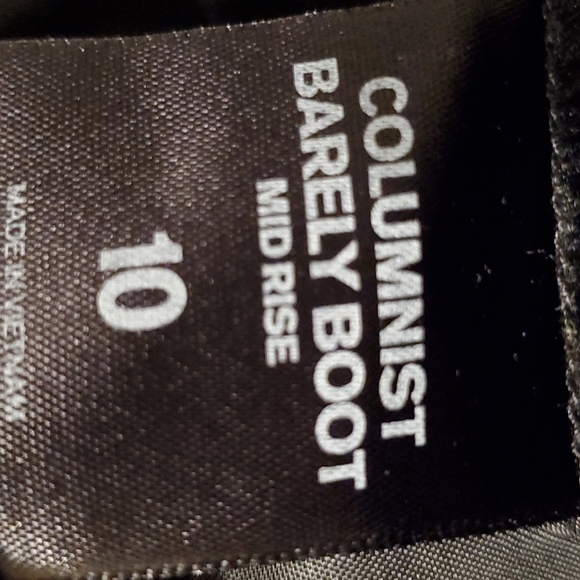 COLUMNIST
BARELY BOOT
MID RISE
10
MADE IN VIETNAM